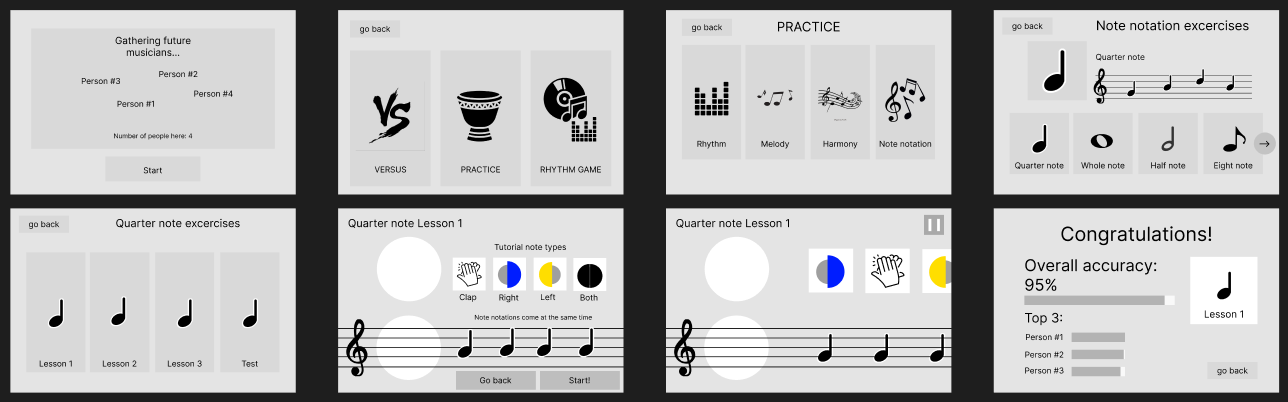 Gathering future
musicians...
Person #2
Person #3
Person #4
Person #1
Number of people here: 4
Start
go back
VS
VERSUS
PRACTICE
RHYTHM GAME
go back
PRACTICE
Rhythm
Melody
Harmony
Note notation
go back
Note notation excercises
Quarter note
Quarter note
Whole note
Half note
Eight note
go back
Quarter note excercises
Lesson 1
Lesson 2
Lesson 3
Test
Quarter note Lesson 1
Tutorial note types
Clap
Right
Left
Both
Note notations come at the same time
Go back
Start!
Quarter note Lesson 1
Congratulations!
Overall accuracy:
95%
Lesson 1
Top 3:
Person #1
Person #2
Person #3
go back